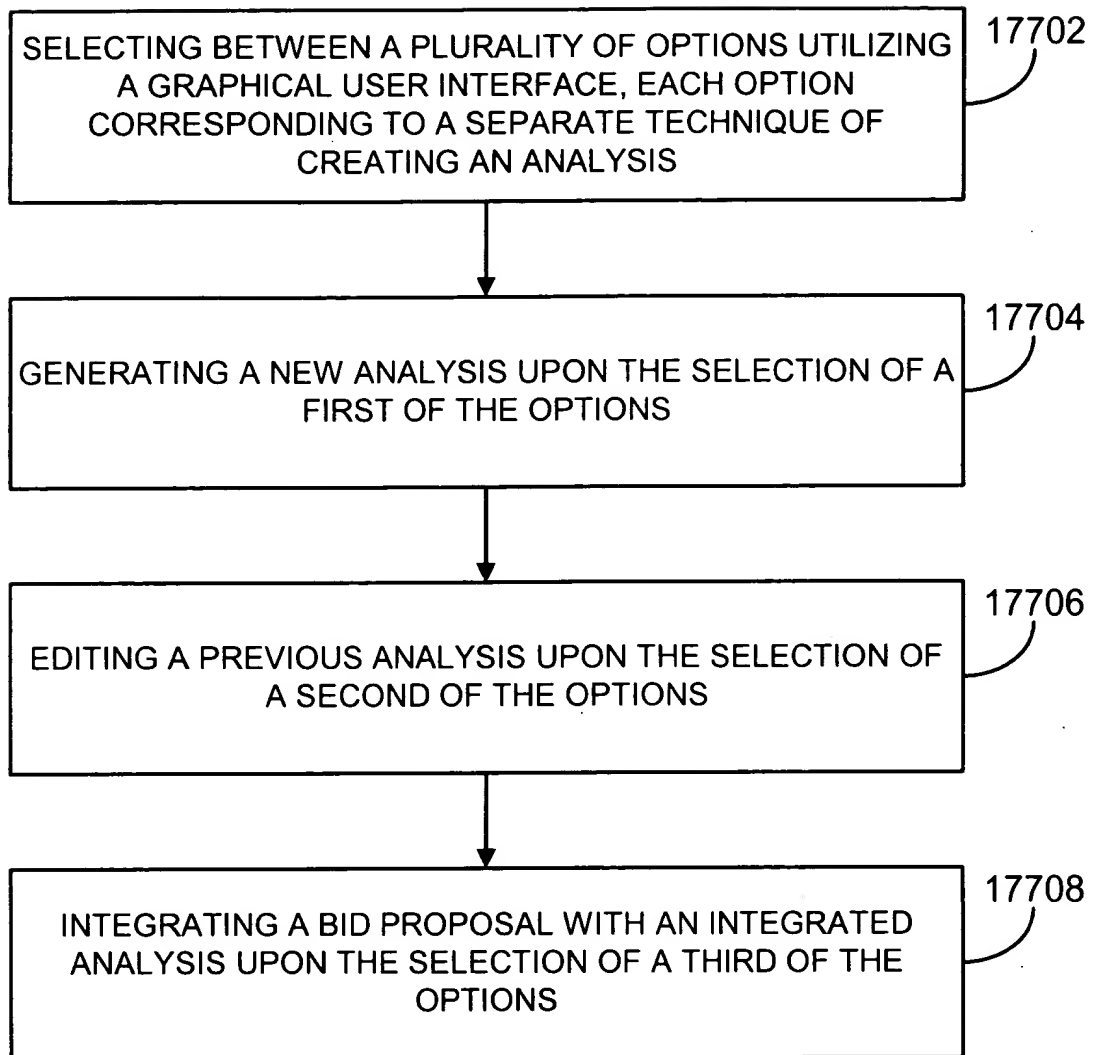 17702
SELECTING BETWEEN A PLURALITY OF OPTIONS UTILIZING
A GRAPHICAL USER INTERFACE, EACH OPTION
CORRESPONDING TO A SEPARATE TECHNIQUE OF
CREATING AN ANALYSIS
17704
GENERATING A NEW ANALYSIS UPON THE SELECTION OF A
FIRST OF THE OPTIONS
17706
EDITING A PREVIOUS ANALYSIS UPON THE SELECTION OF
A SECOND OF THE OPTIONS
17708
INTEGRATING A BID PROPOSAL WITH AN INTEGRATED
ANALYSIS UPON THE SELECTION OF A THIRD OF THE
OPTIONS